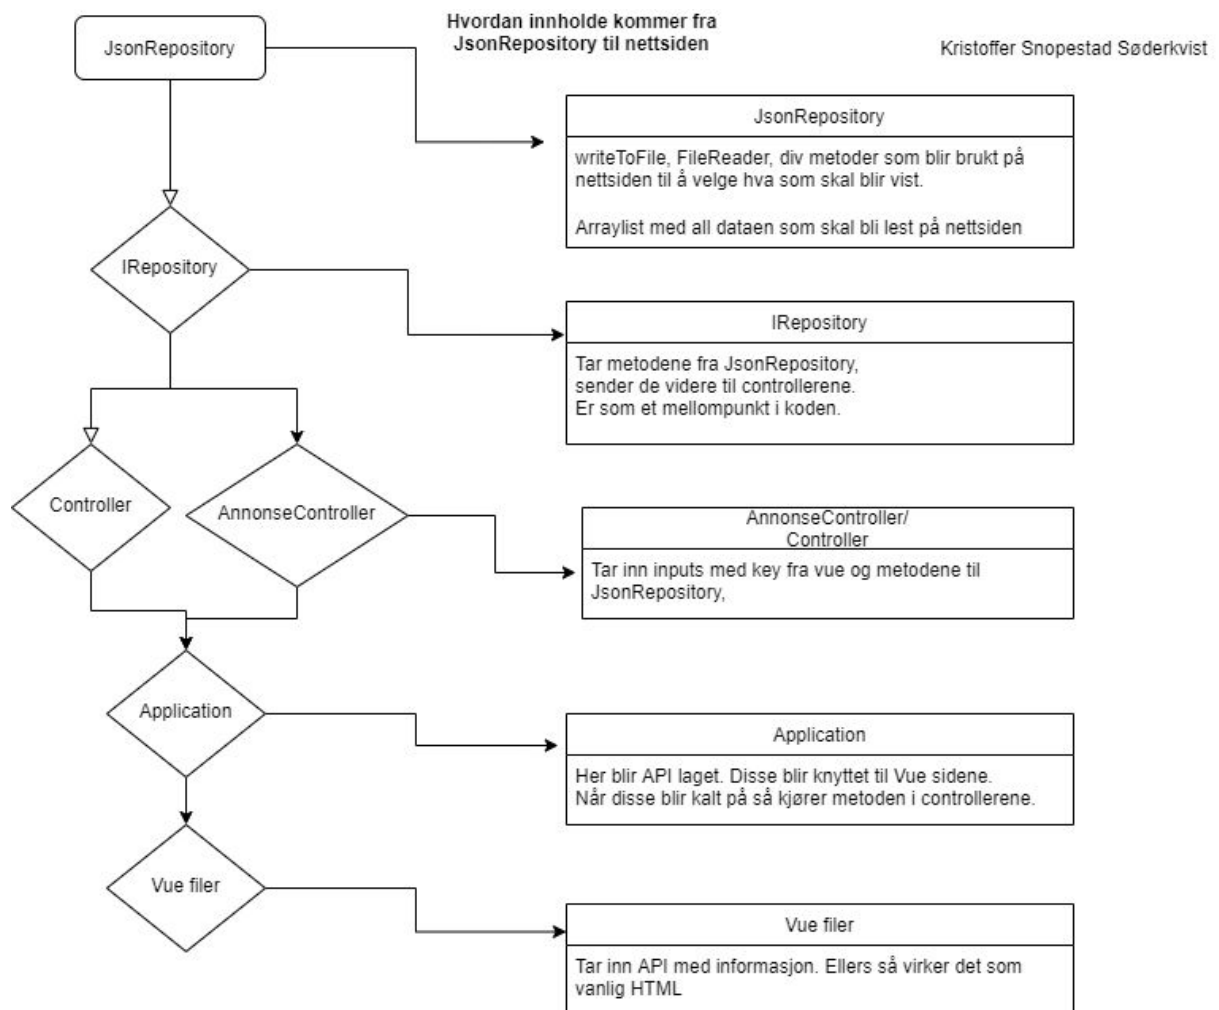 Hvordan innholde kommer fra
JsonRepository til nettsiden
Kristoffer Snopestad Søderkvist
JsonRepository
JsonRepository
writeToFile, FileReader, div metoder som blir brukt på
nettsiden til å velge hva som skal blir vist.
Arraylist med all dataen som skal bli lest på nettsiden
IRepository
IRepository
Tar metodene fra JsonRepository,
sender de videre til controllerene.
Er som et mellompunkt i koden.
Controller
AnnonseController
AnnonseController/
Controller
Tar inn inputs med key fra vue og metodene til
JsonRepository,
Application
Application
Her blir API laget. Disse blir knyttet til Vue sidene.
Når disse blir kalt på så kjører metoden i controllerene.
Vue filer
Vue filer
Tar inn API med informasjon. Ellers så virker det som
vanlig HTML